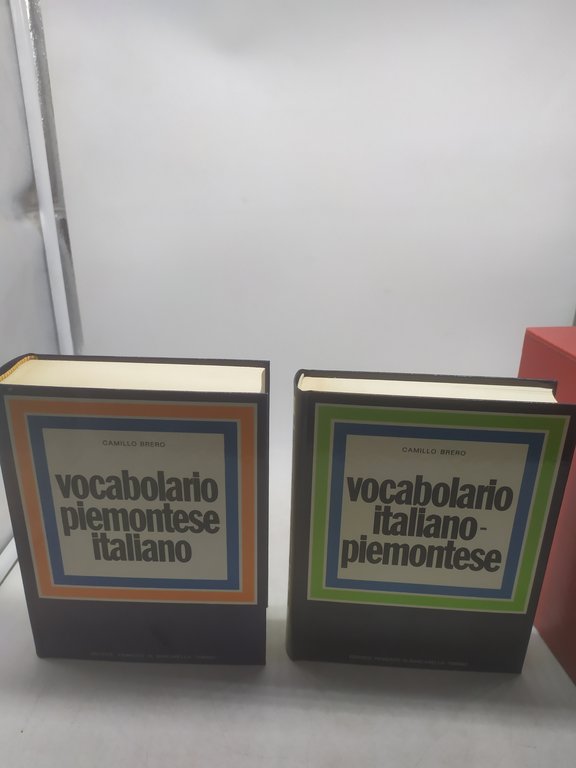 CAMILLO BRERO
vocabolario
piemontese
italiano
CAMILLO BRERO
vocabolario
italiano-
piemontese